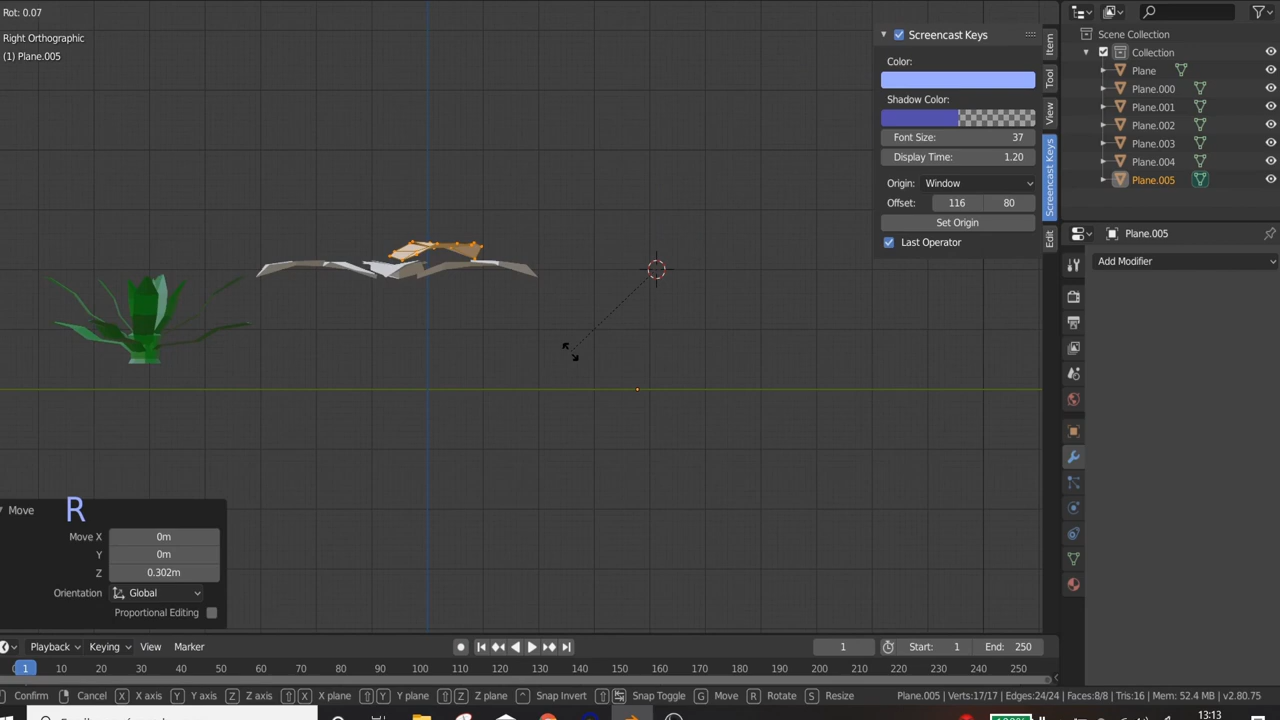 Rot: 0.07
Right Orthographic
(1) Plane.005
Screencast Keys
Color:
Shadow Color:
Font Size: 37
Display Time: 1.20
Origin: Window
Offset: 116 80
Set Origin
Last Operator
Item
Tool
View
Screencast Keys
Edit
Scene Collection
Collection
Plane
Plane.000
Plane.001
Plane.002
Plane.003
Plane.004
Plane.005
Plane.005
Add Modifier
Move R
Move X 0m
Y 0m
Z 0.302m
Orientation Global
Proportional Editing
Playback Keying View Marker 1 Start: 1 End: 250
1 10 20 30 40 50 60 70 80 90 100 110 120 130 140 150 160 170 180 190 200 210 220 230 240 250
Confirm Cancel X X axis Y Y axis Z Z axis X X plane Y Y plane Z Z plane Snap Invert Snap Toggle G Move R Rotate S Resize Plane.005 | Verts:17/17 | Edges:24/24 | Faces:8/8 | Tris:16 | Mem: 52.4 MB | v2.80.75
13:13